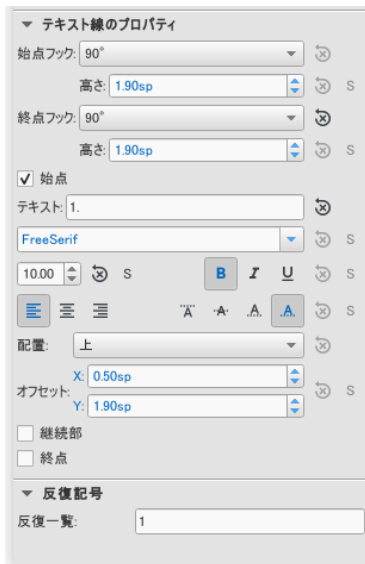 テキスト線のプロパティ
始点フック: 90°
高さ: 1.90sp S
終点フック: 90°
高さ: 1.90sp S
始点
テキスト: 1.
FreeSerif S
10.00 S B I U S
A A A A S
配置: 上
X: 0.50sp
オフセット: S
Y: 1.90sp
継続部
終点
反復記号
反復一覧: 1